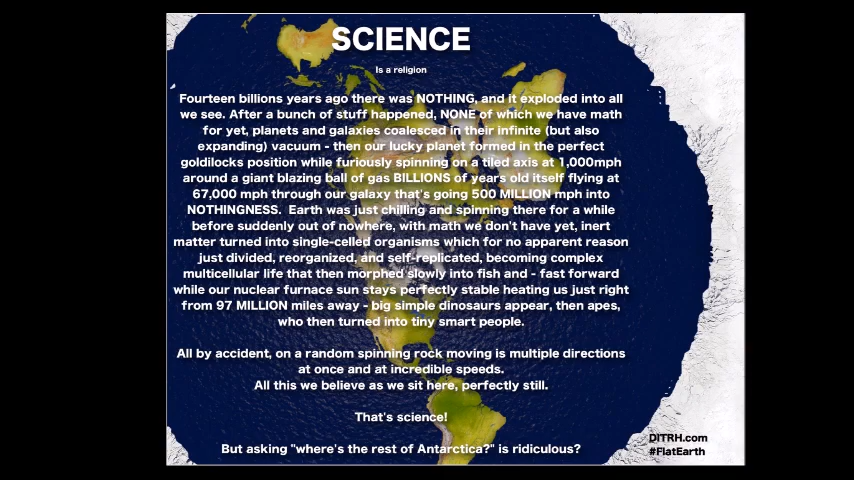 SCIENCE
Is a religion
Fourteen billions years ago there was NOTHING, and it exploded into all
we see. After a bunch of stuff happened, NONE of which we have math
for yet, planets and galaxies coalesced in their infinite (but also
expanding) vacuum - then our lucky planet formed in the perfect
goldilocks position while furiously spinning on a tiled axis at 1,000mph
around a giant blazing ball of gas BILLIONS of years old itself flying at
67,000 mph through our galaxy that's going 500 MILLION mph into
NOTHINGNESS. Earth was just chilling and spinning there for a while
before suddenly out of nowhere, with math we don't have yet, inert
matter turned into single-celled organisms which for no apparent reason
just divided, reorganized, and self-replicated, becoming complex
multicellular life that then morphed slowly into fish and - fast forward
while our nuclear furnace sun stays perfectly stable heating us just right
from 97 MILLION miles away - big simple dinosaurs appear, then apes,
who then turned into tiny smart people.
All by accident, on a random spinning rock moving is multiple directions
at once and at incredible speeds.
All this we believe as we sit here, perfectly still.
That's science!
But asking "where's the rest of Antarctica?" is ridiculous?
DITRH.com
#FlatEarth